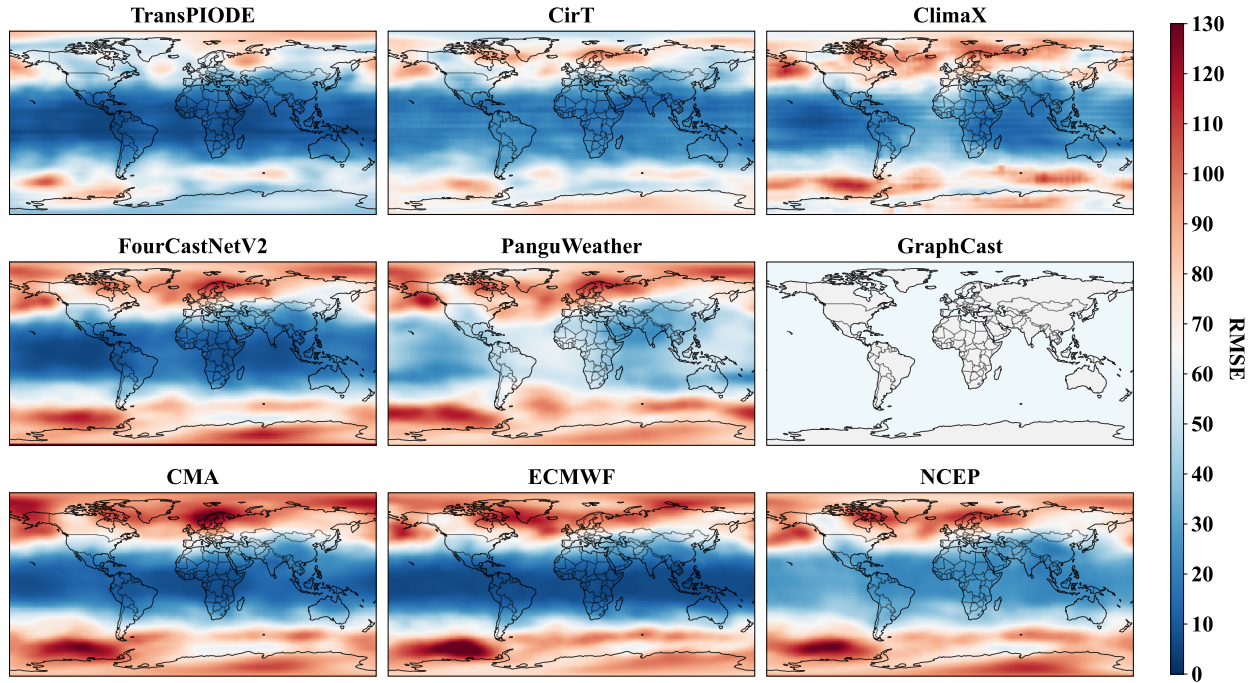 TransPIODE
CirT
ClimaX
FourCastNetV2
PanguWeather
GraphCast
CMA
ECMWF
NCEP
130
120
110
100
90
80
70
60
50
40
30
20
10
0
RMSE